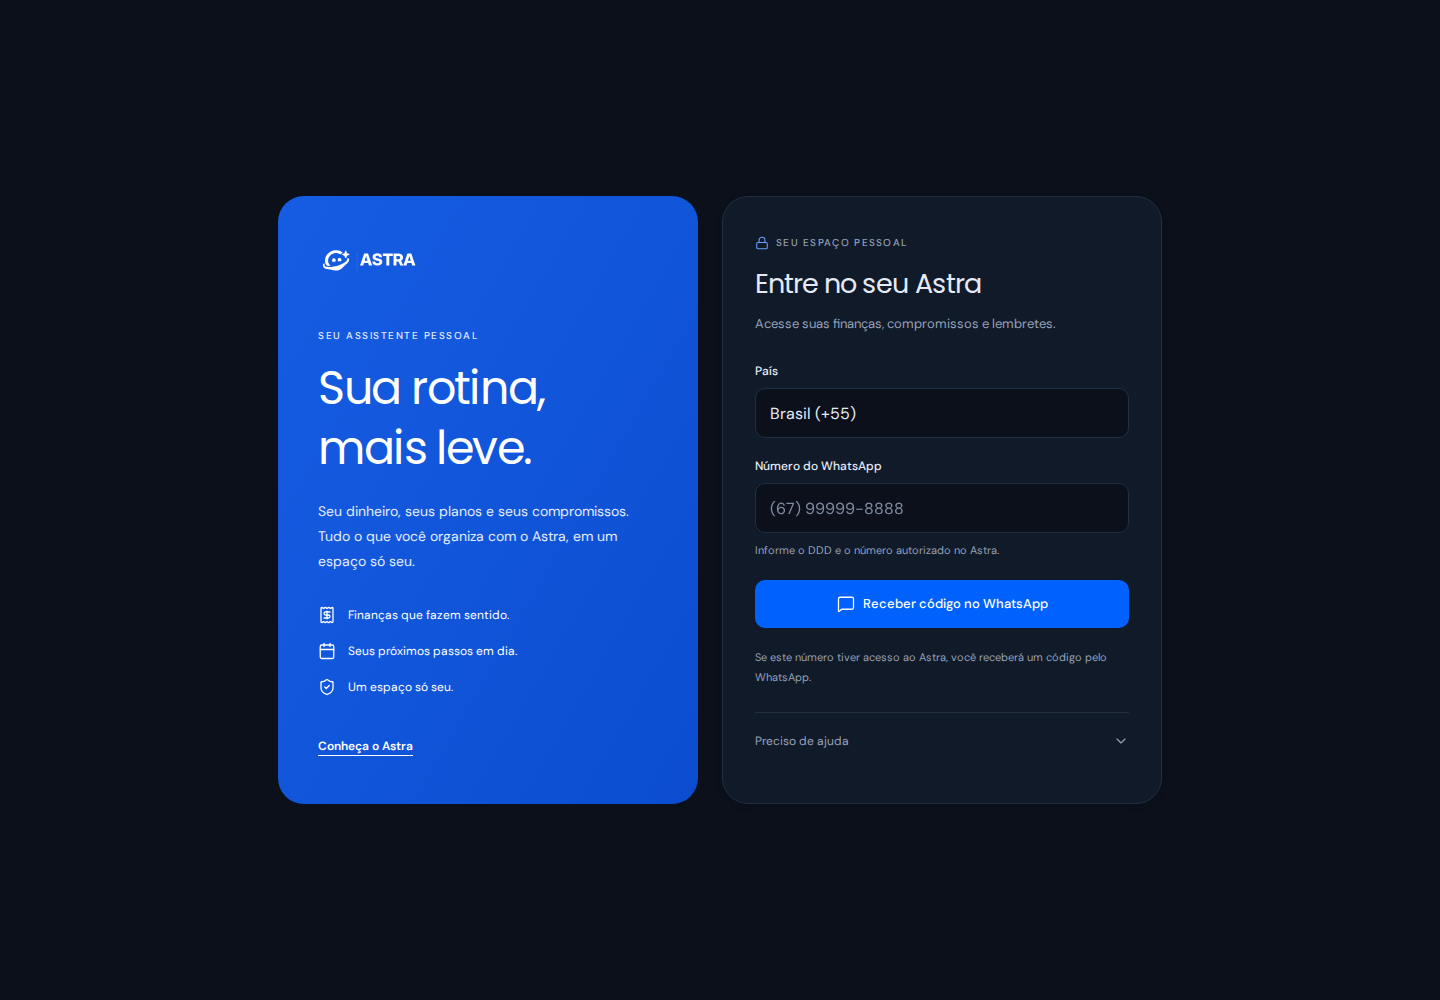 ASTRA
SEU ASSISTENTE PESSOAL
Sua rotina,
mais leve.
Seu dinheiro, seus planos e seus compromissos.
Tudo o que você organiza com o Astra, em um
espaço só seu.
Finanças que fazem sentido.
Seus próximos passos em dia.
Um espaço só seu.
Conheça o Astra
SEU ESPAÇO PESSOAL
Entre no seu Astra
Acesse suas finanças, compromissos e lembretes.
País
Brasil (+55)
Número do WhatsApp
(67) 99999-8888
Informe o DDD e o número autorizado no Astra.
Receber código no WhatsApp
Se este número tiver acesso ao Astra, você receberá um código pelo
WhatsApp.
Preciso de ajuda